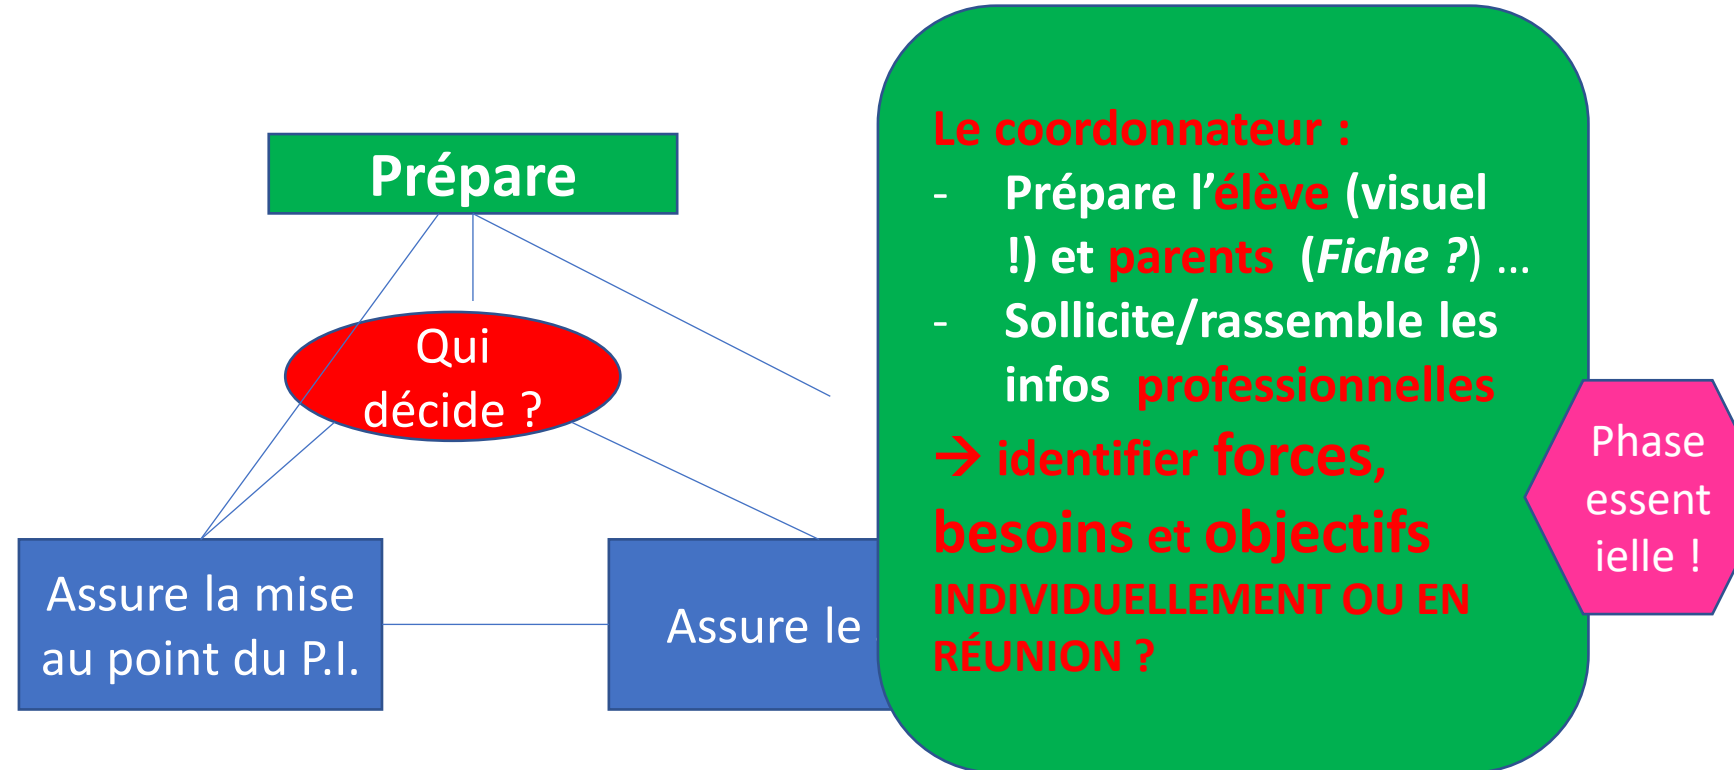 Prépare
Qui
décide ?
Assure la mise
au point du P.I.
Assure le
Le coordonnateur :
- Prépare l’élève (visuel
!) et parents (Fiche ?) …
- Sollicite/rassemble les
infos professionnelles
→ identifier forces,
besoins et objectifs
INDIVIDUELLEMENT OU EN
RÉUNION ?
Phase
essent
ielle !